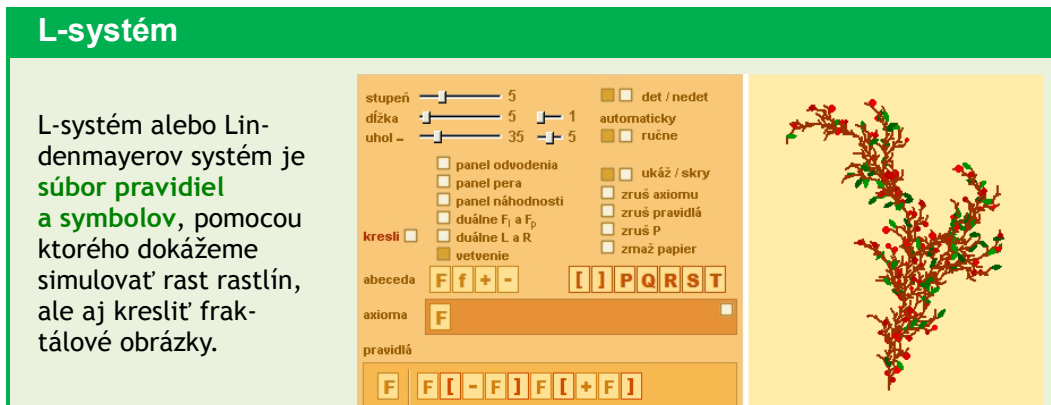 L-systém
L-systém alebo Lin-
denmayerov systém je
súbor pravidiel
a symbolov, pomocou
ktorého dokážeme
simulovať rast rastlín,
ale aj kresliť frak-
tálové obrázky.
stupeň 5 det / nedet
dĺžka 5 1 automaticky
uhol – 35 5 ručne
panel odvodenia
panel pera
panel náhodnosti
duálne Fl a Fp
kresli duálne L a R
vetvenie
ukáž / skry
zruš axiomu
zruš pravidlá
zruš P
zmaž papier
abeceda F f + - [ ] P Q R S T
axioma F
pravidlá
F F [ - F ] F [ + F ]